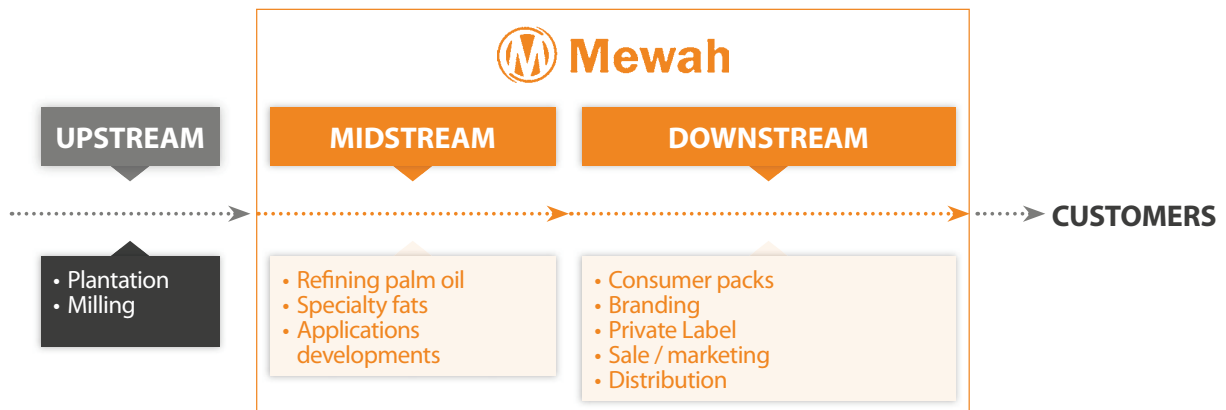 Mewah
UPSTREAM
MIDSTREAM
DOWNSTREAM
CUSTOMERS
• Plantation
• Milling
• Refining palm oil
• Specialty fats
• Applications
developments
• Consumer packs
• Branding
• Private Label
• Sale / marketing
• Distribution